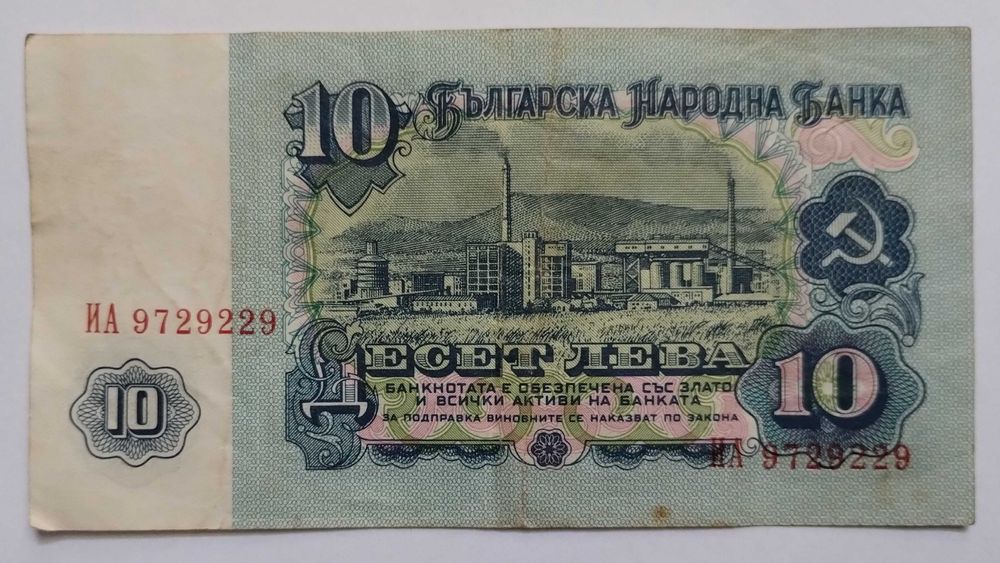 10 БЪЛГАРСКА НАРОДНА БАНКА
ИА 9729229
10
ДЕСЕТ ЛЕВА
БАНКНОТАТА Е ОБЕЗПЕЧЕНА СЪС ЗЛАТО
И ВСИЧКИ АКТИВИ НА БАНКАТА
ЗА ПОДПРАВКА ВИНОВНИТЕ СЕ НАКАЗВАТ ПО ЗАКОНА
10
ИА 9729229